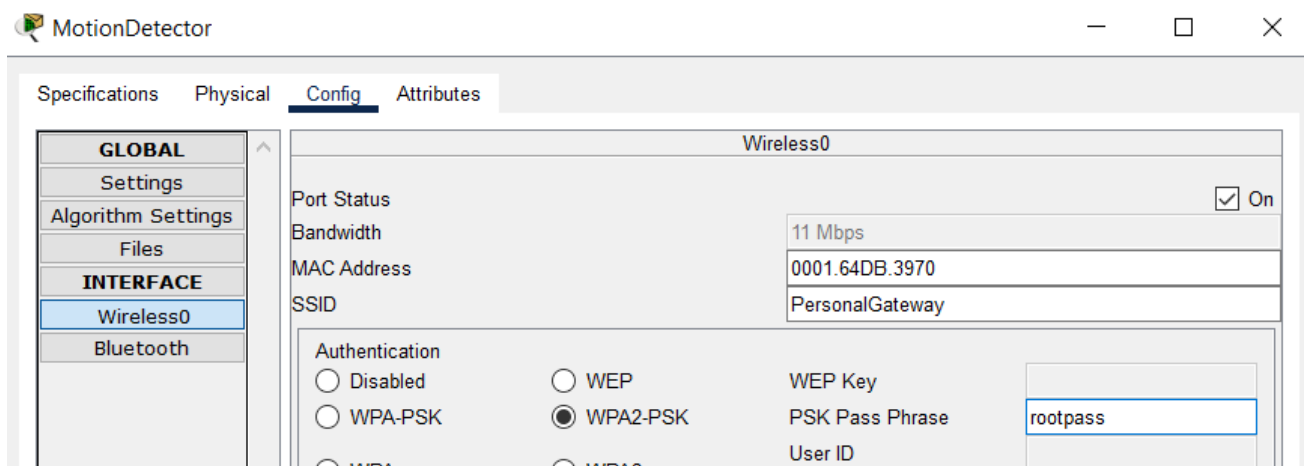 MotionDetector
Specifications Physical Config Attributes
GLOBAL
Settings
Algorithm Settings
Files
INTERFACE
Wireless0
Bluetooth
Wireless0
Port Status On
Bandwidth 11 Mbps
MAC Address 0001.64DB.3970
SSID PersonalGateway
Authentication
Disabled WEP WEP Key
WPA-PSK WPA2-PSK PSK Pass Phrase rootpass
User ID